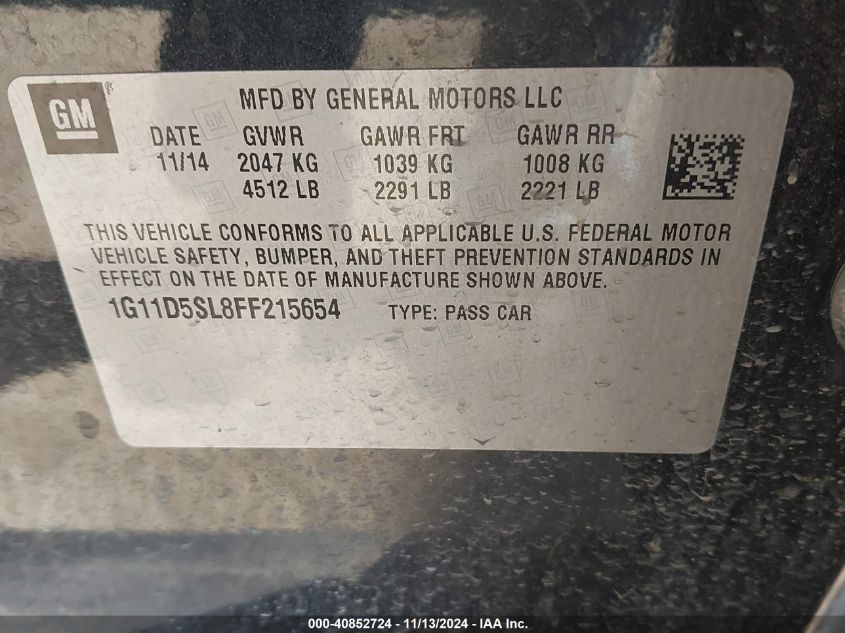 GM
MFD BY GENERAL MOTORS LLC
DATE GVWR GAWR FRT GAWR RR
11/14 2047 KG 1039 KG 1008 KG
4512 LB 2291 LB 2221 LB
THIS VEHICLE CONFORMS TO ALL APPLICABLE U.S. FEDERAL MOTOR
VEHICLE SAFETY, BUMPER, AND THEFT PREVENTION STANDARDS IN
EFFECT ON THE DATE OF MANUFACTURE SHOWN ABOVE.
1G11D5SL8FF215654 TYPE: PASS CAR
000-40852724 - 11/13/2024 - IAA Inc.